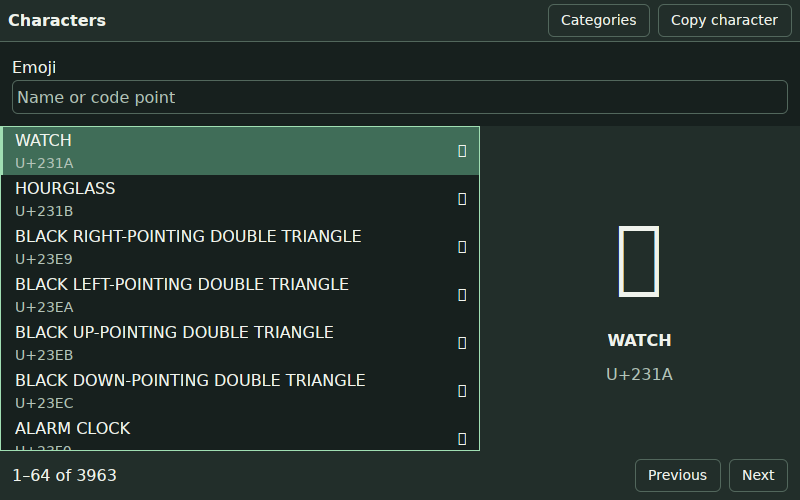 Characters
Categories
Copy character
Emoji
Name or code point
WATCH
U+231A
HOURGLASS
U+231B
BLACK RIGHT-POINTING DOUBLE TRIANGLE
U+23E9
BLACK LEFT-POINTING DOUBLE TRIANGLE
U+23EA
BLACK UP-POINTING DOUBLE TRIANGLE
U+23EB
BLACK DOWN-POINTING DOUBLE TRIANGLE
U+23EC
ALARM CLOCK
WATCH
U+231A
1–64 of 3963
Previous
Next